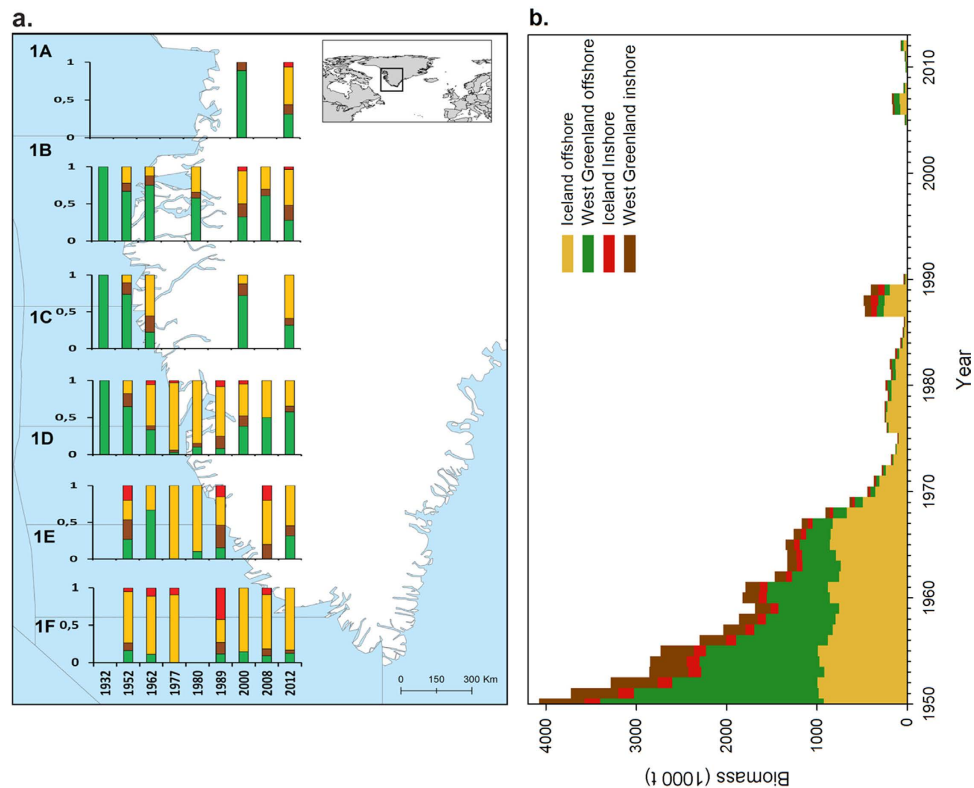 a.
1A
1
0,5
0
1B
1
0,5
0
1C
1
0,5
0
1D
1
0,5
0
1E
1
0,5
0
1F
1
0,5
0
1932
1952
1962
1977
1980
1989
2000
2008
2012
0 150 300 Km
b.
Iceland offshore
West Greenland offshore
Iceland Inshore
West Greenland inshore
Biomass (1000 t)
4000
3000
2000
1000
0
1950
1960
1970
1980
1990
2000
2010
Year